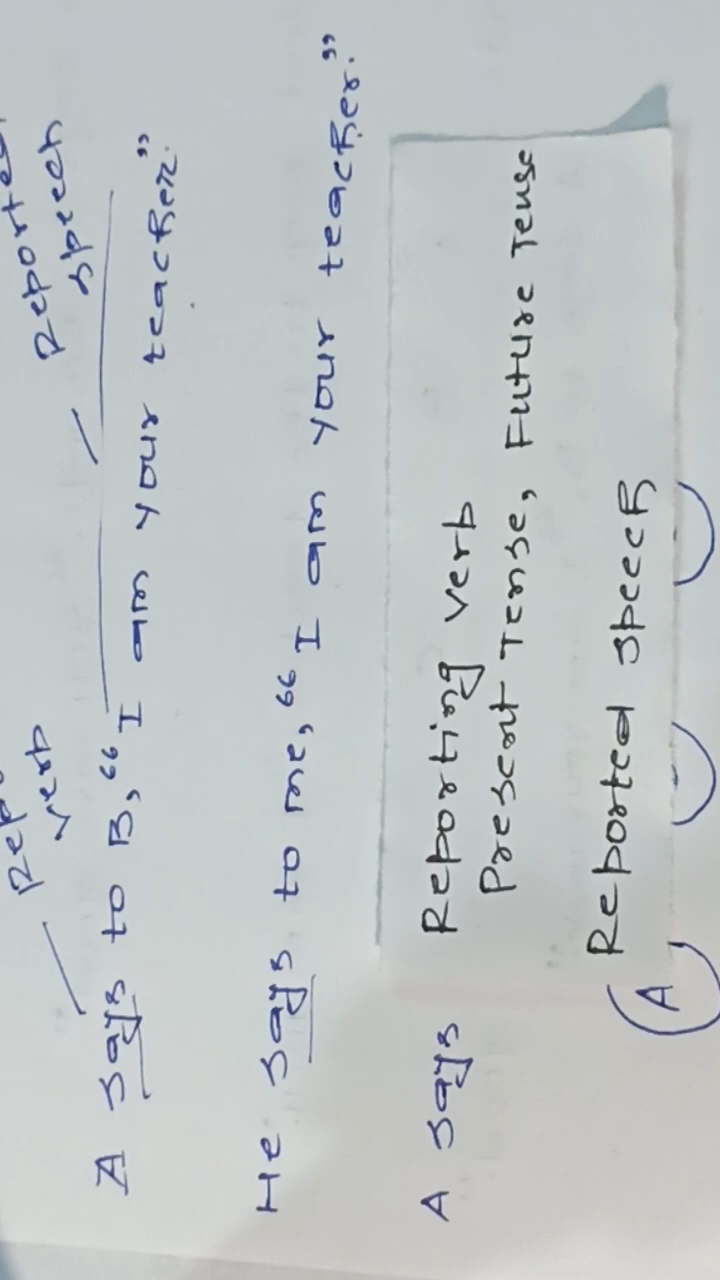 Reported
speech
verb
A says to B, “I am your teacher.”
He says to me, “I am your teacher.”
A says
Reporting verb
Present Tense, Future Tense
Reported speech
A